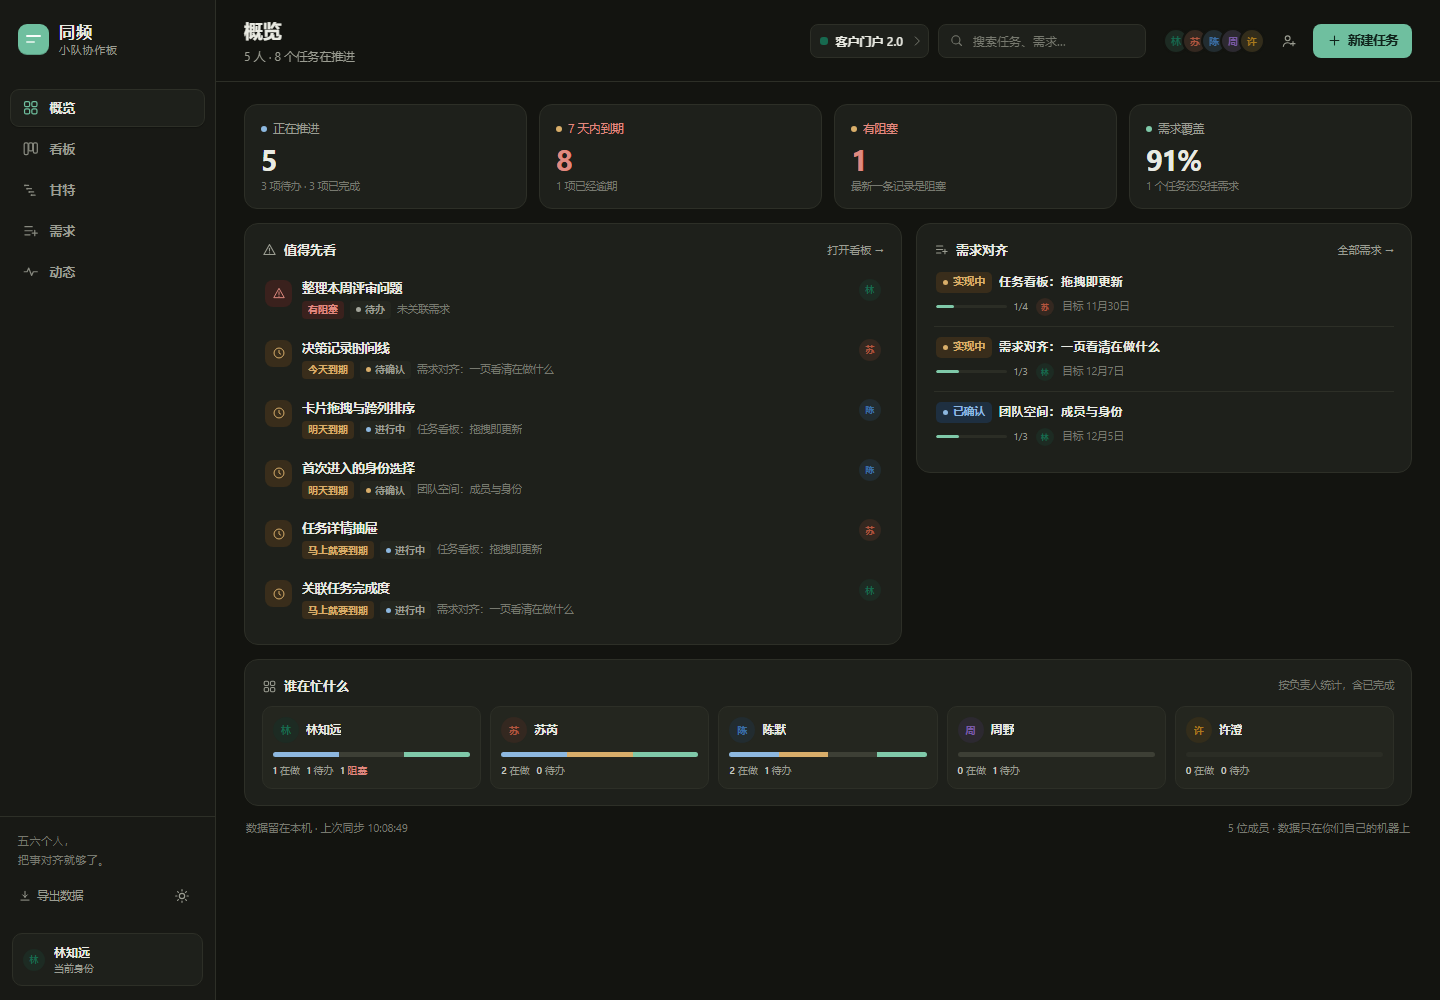 同频
小队协作板
概览
看板
甘特
需求
动态
五六个人，
把事对齐就够了。
导出数据
林
林知远
当前身份
概览
5 人 · 8 个任务在推进
客户门户 2.0
搜索任务、需求...
林 苏 陈 周 许
新建任务
正在推进
5
3 项待办 · 3 项已完成
7 天内到期
8
1 项已经逾期
有阻塞
1
最新一条记录是阻塞
需求覆盖
91%
1 个任务还没挂需求
值得先看
打开看板 →
整理本周评审问题
有阻塞 待办 未关联需求
林
决策记录时间线
今天到期 待确认 需求对齐：一页看清在做什么
苏
卡片拖拽与跨列排序
明天到期 进行中 任务看板：拖拽即更新
陈
首次进入的身份选择
明天到期 待确认 团队空间：成员与身份
陈
任务详情抽屉
马上就要到期 进行中 任务看板：拖拽即更新
苏
关联任务完成度
马上就要到期 进行中 需求对齐：一页看清在做什么
林
需求对齐
全部需求 →
实现中 任务看板：拖拽即更新
1/4 苏 目标 11月30日
实现中 需求对齐：一页看清在做什么
1/3 林 目标 12月7日
已确认 团队空间：成员与身份
1/3 林 目标 12月5日
谁在忙什么
按负责人统计，含已完成
林 林知远
1 在做 1 待办 1 阻塞
苏 苏芮
2 在做 0 待办
陈 陈默
2 在做 1 待办
周 周野
0 在做 1 待办
许 许澄
0 在做 0 待办
数据留在本机 · 上次同步 10:08:49
5 位成员 · 数据只在你们自己的机器上